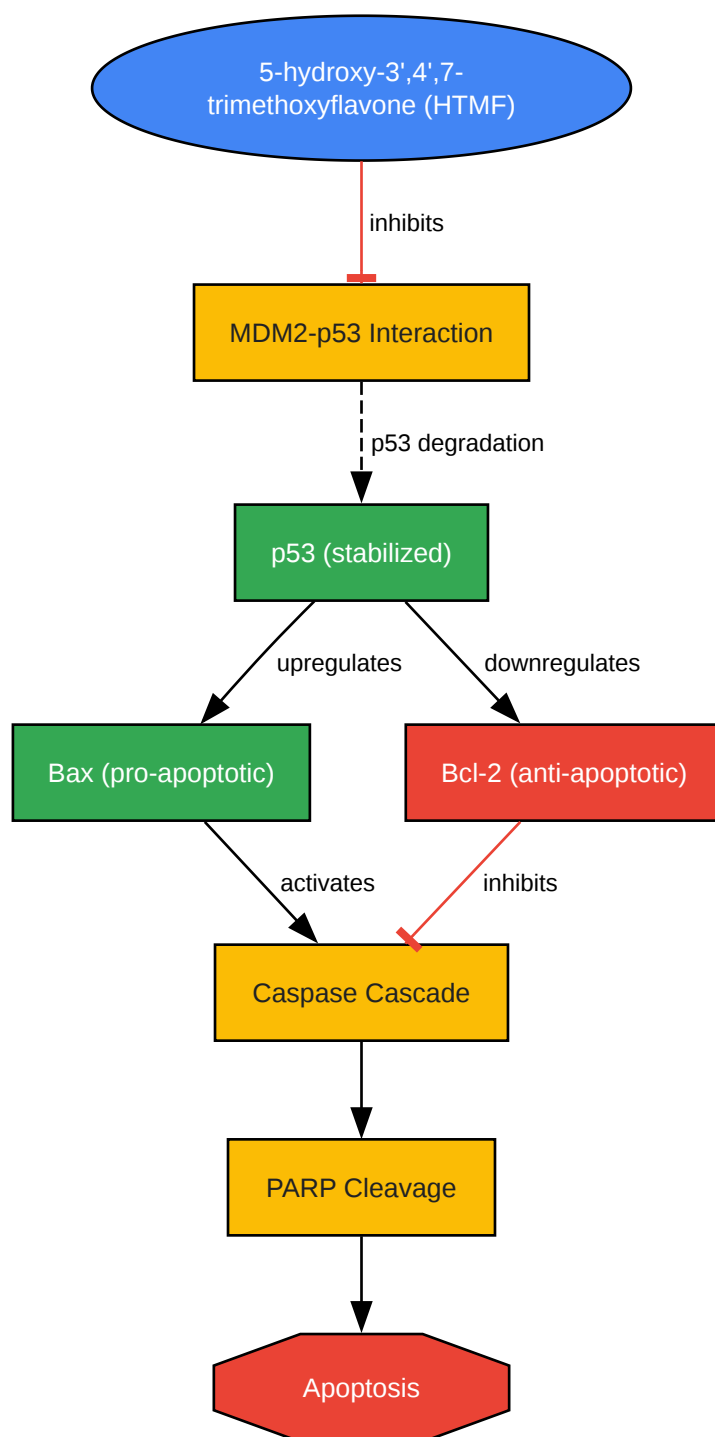 5-hydroxy-3',4',7-
trimethoxyflavone (HTMF)
inhibits
MDM2-p53 Interaction
p53 degradation
p53 (stabilized)
upregulates
downregulates
Bax (pro-apoptotic)
Bcl-2 (anti-apoptotic)
activates
inhibits
Caspase Cascade
PARP Cleavage
Apoptosis